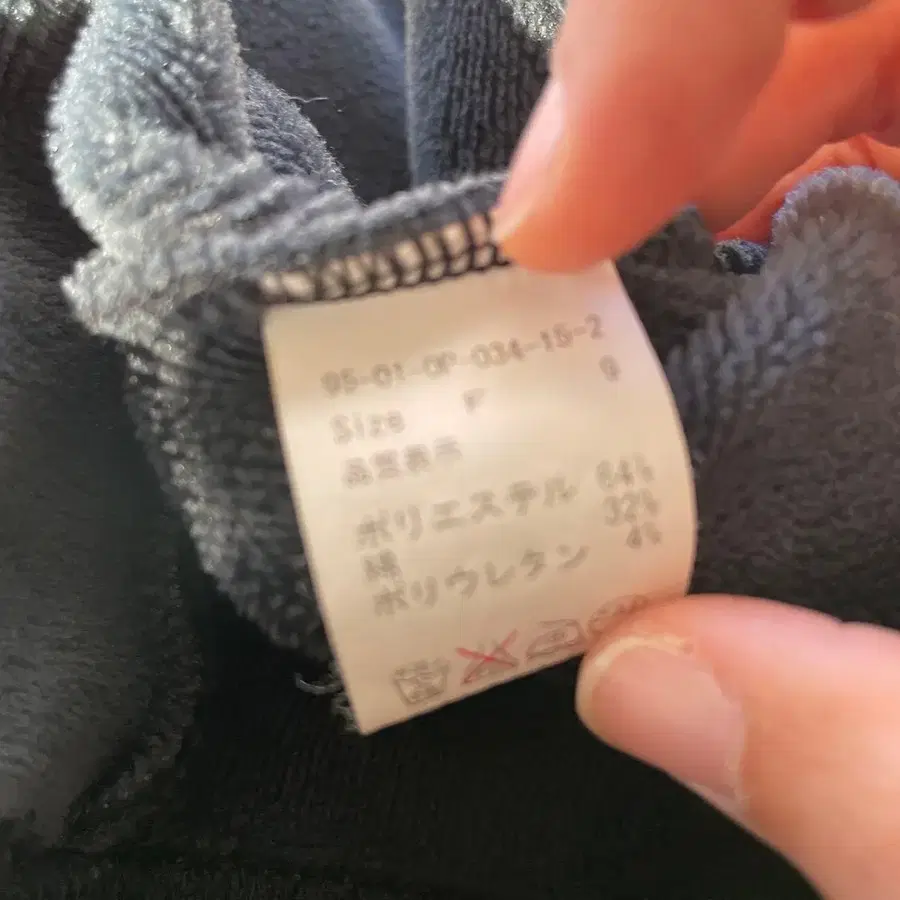 95-01-OP-034-15-2
9
Size F
品質表示
ポリエステル 64%
綿 32%
ポリウレタン 4%